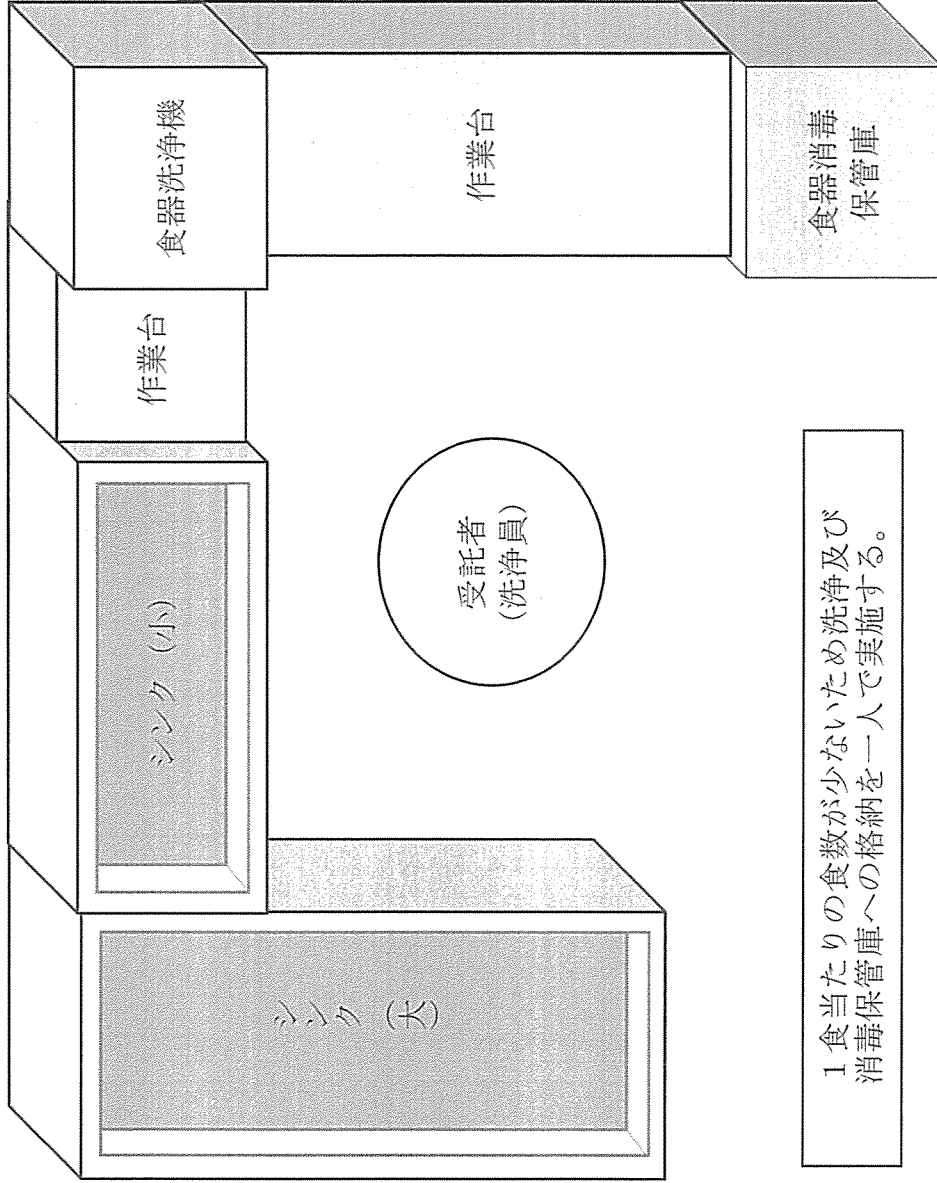 シンク（大）
シンク（小）
作業台
食器洗浄機
作業台
食器消毒
保管庫
受託者
(洗浄員)
1食当たりの食数が少ないため洗浄及び
消毒保管庫への格納を一人で実施する。